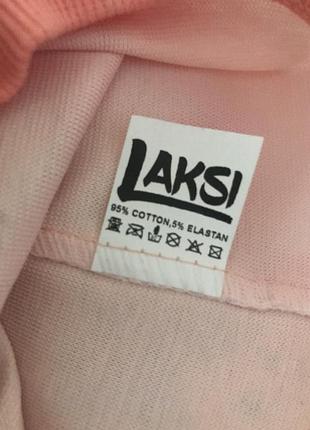 LAKSI
95% COTTON,5% ELASTAN